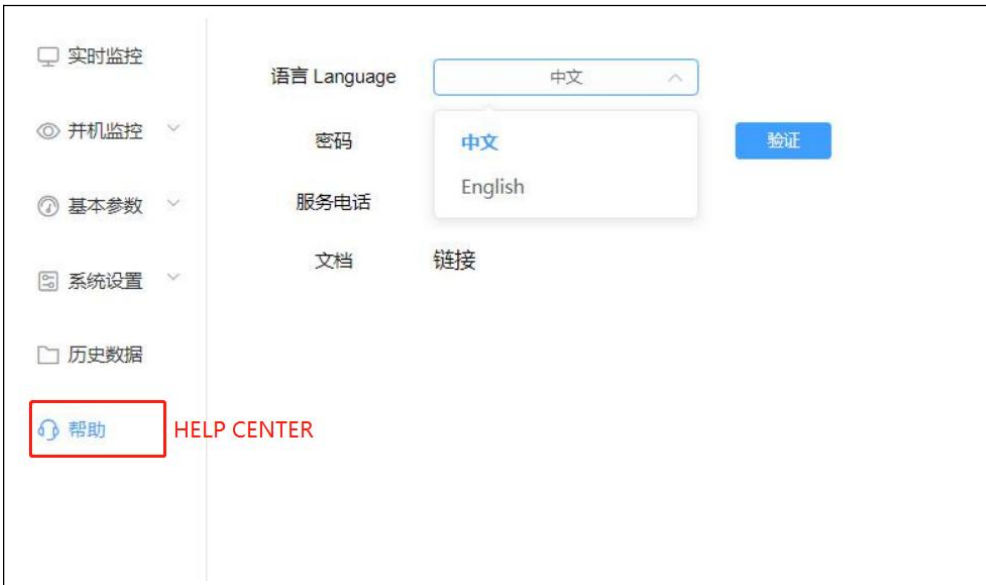 实时监控
并机监控
基本参数
系统设置
历史数据
帮助
HELP CENTER
语言 Language
中文
中文
English
密码
验证
服务电话
文档
链接